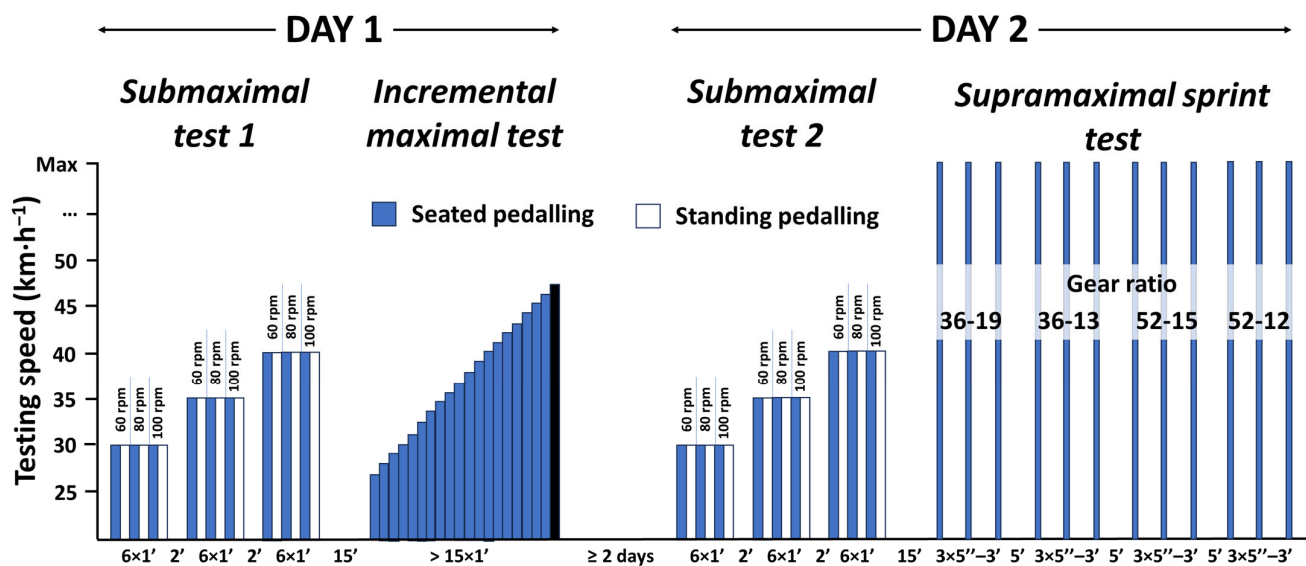 DAY 1
DAY 2
Submaximal
test 1
Incremental
maximal test
Submaximal
test 2
Supramaximal sprint
test
Testing speed (km·h⁻¹)
Max
...
50
45
40
35
30
25
Seated pedalling
Standing pedalling
60 rpm
80 rpm
100 rpm
60 rpm
80 rpm
100 rpm
60 rpm
80 rpm
100 rpm
60 rpm
80 rpm
100 rpm
60 rpm
80 rpm
100 rpm
60 rpm
80 rpm
100 rpm
Gear ratio
36-19 36-13 52-15 52-12
6×1’ 2’ 6×1’ 2’ 6×1’ 15’ > 15×1’ ≥ 2 days 6×1’ 2’ 6×1’ 2’ 6×1’ 15’ 3×5’’–3’ 5’ 3×5’’–3’ 5’ 3×5’’–3’ 5’ 3×5’’–3’